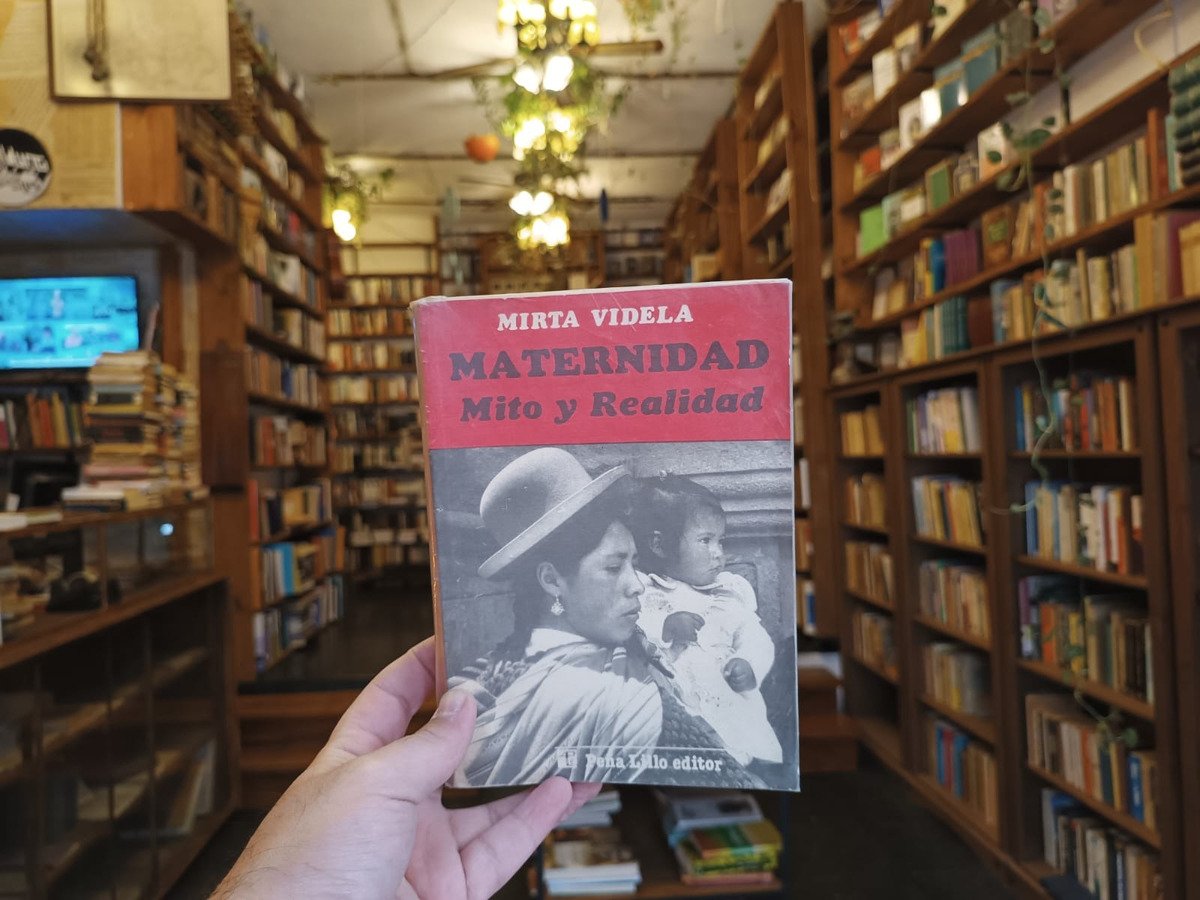 MIRTA VIDELA
MATERNIDAD
Mito y Realidad
Peña Lillo editor